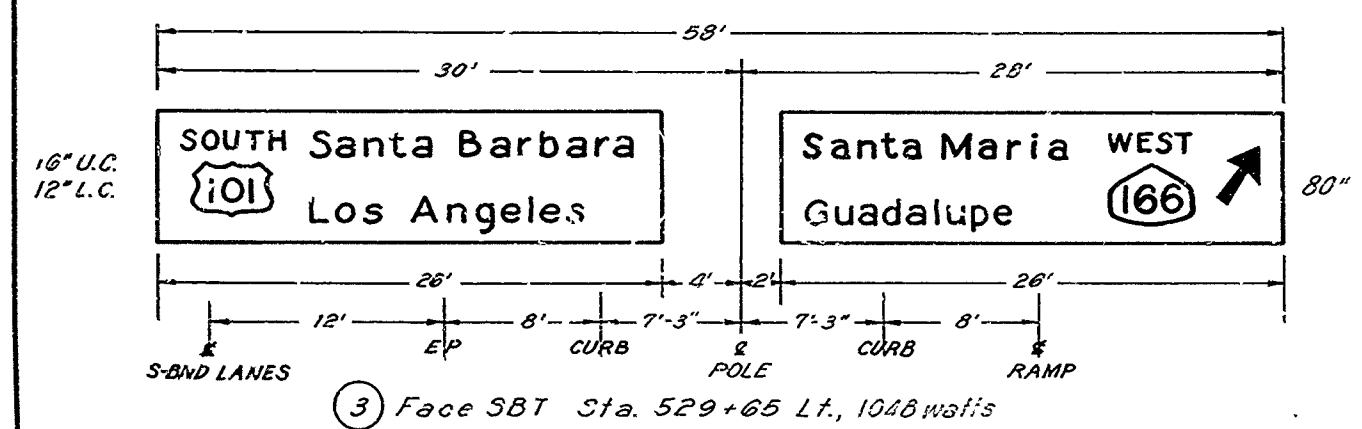 58'
30' 28'
16" U.C.
12" L.C.
SOUTH Santa Barbara
101
Los Angeles
Santa Maria WEST
Guadalupe 166
80"
26' 4' 2' 26'
12' 8' 7'-3" 7'-3" 8'
℄ EP CURB ℄ CURB ℄
S-BND LANES POLE RAMP
3 Face SBT Sta. 529+65 Lt., 1048 watts